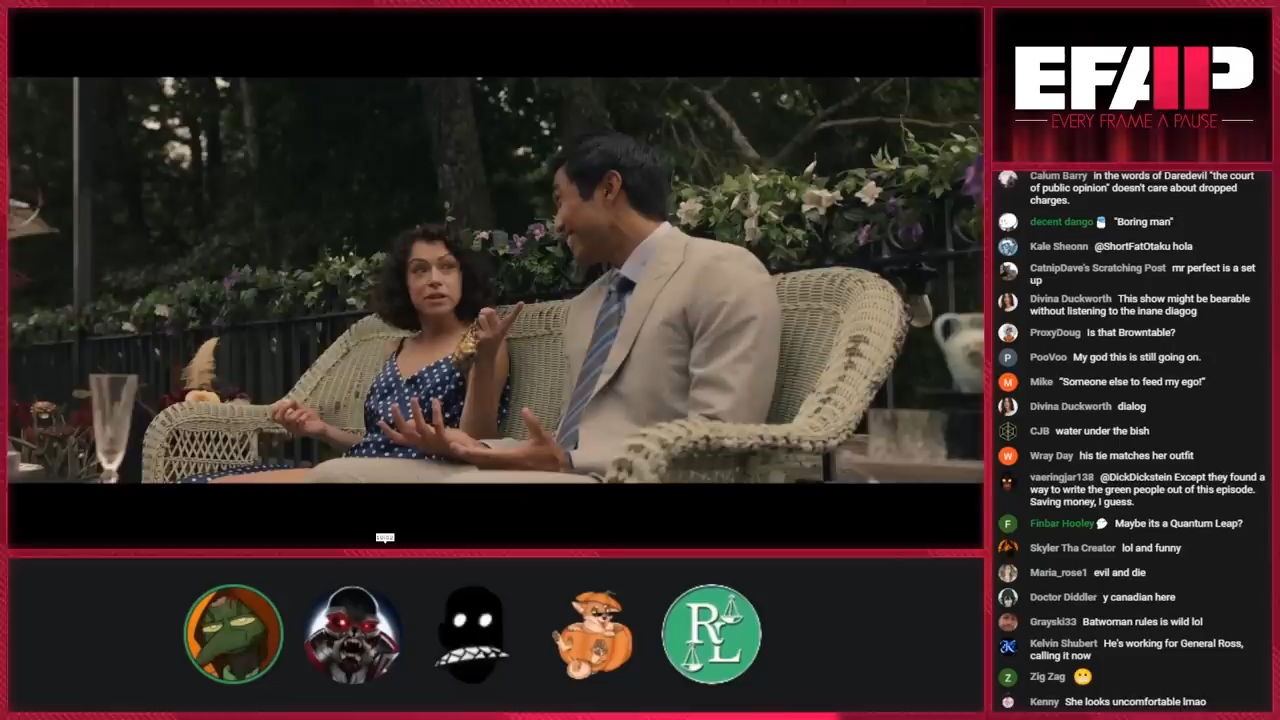 EFAP
EVERY FRAME A PAUSE
Calum Barry in the words of Daredevil "the court
of public opinion" doesn't care about dropped
charges.
decent dango "Boring man"
Kale Sheonn @ShortFatOtaku hola
CatnipDave's Scratching Post mr perfect is a set
up
Divina Duckworth This show might be bearable
without listening to the inane diagog
ProxyDoug Is that Browntable?
P PooVoo My god this is still going on.
M Mike "Someone else to feed my ego!"
Divina Duckworth dialog
CJB water under the bish
W Wray Day his tie matches her outfit
vaeringjar138 @DickDickstein Except they found a
way to write the green people out of this episode.
Saving money, I guess.
F Finbar Hooley Maybe its a Quantum Leap?
Skyler Tha Creator lol and funny
Maria_rose1 evil and die
Doctor Diddler y canadian here
Grayski33 Batwoman rules is wild lol
Kelvin Shubert He's working for General Ross,
calling it now
Z Zig Zag 😬
Kenny She looks uncomfortable lmao
RL